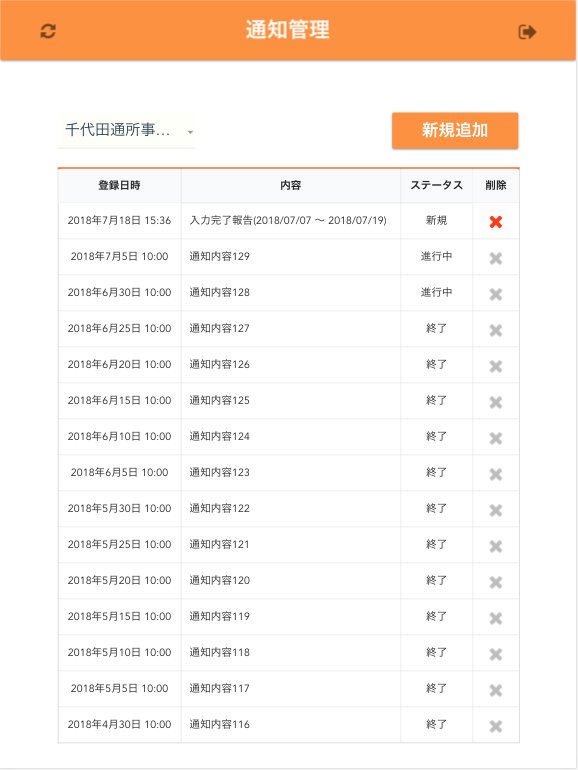 通知管理
千代田通所事...
新規追加
登録日時 内容 ステータス 削除
2018年7月18日 15:36 入力完了報告(2018/07/07 〜 2018/07/19) 新規
2018年7月5日 10:00 通知内容129 進行中
2018年6月30日 10:00 通知内容128 進行中
2018年6月25日 10:00 通知内容127 終了
2018年6月20日 10:00 通知内容126 終了
2018年6月15日 10:00 通知内容125 終了
2018年6月10日 10:00 通知内容124 終了
2018年6月5日 10:00 通知内容123 終了
2018年5月30日 10:00 通知内容122 終了
2018年5月25日 10:00 通知内容121 終了
2018年5月20日 10:00 通知内容120 終了
2018年5月15日 10:00 通知内容119 終了
2018年5月10日 10:00 通知内容118 終了
2018年5月5日 10:00 通知内容117 終了
2018年4月30日 10:00 通知内容116 終了